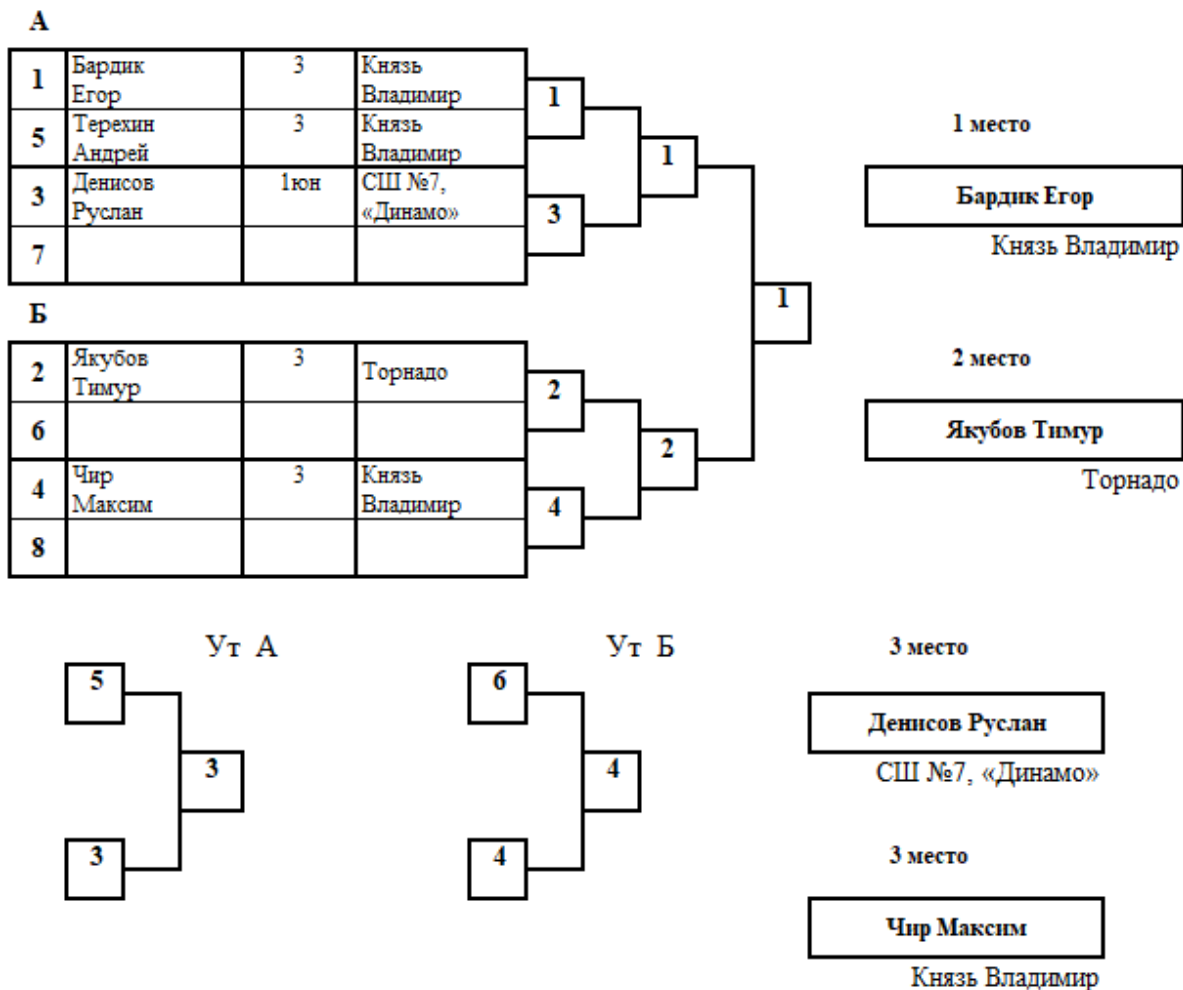 А
1 Бардик Егор 3 Князь Владимир
5 Терехин Андрей 3 Князь Владимир
3 Денисов Руслан 1юн СШ №7, «Динамо»
7
1
3
1
1
Б
2 Якубов Тимур 3 Торнадо
6
4 Чир Максим 3 Князь Владимир
8
2
4
2
1 место
Бардик Егор
Князь Владимир
2 место
Якубов Тимур
Торнадо
Ут А
5
3
3
Ут Б
6
4
4
3 место
Денисов Руслан
СШ №7, «Динамо»
3 место
Чир Максим
Князь Владимир